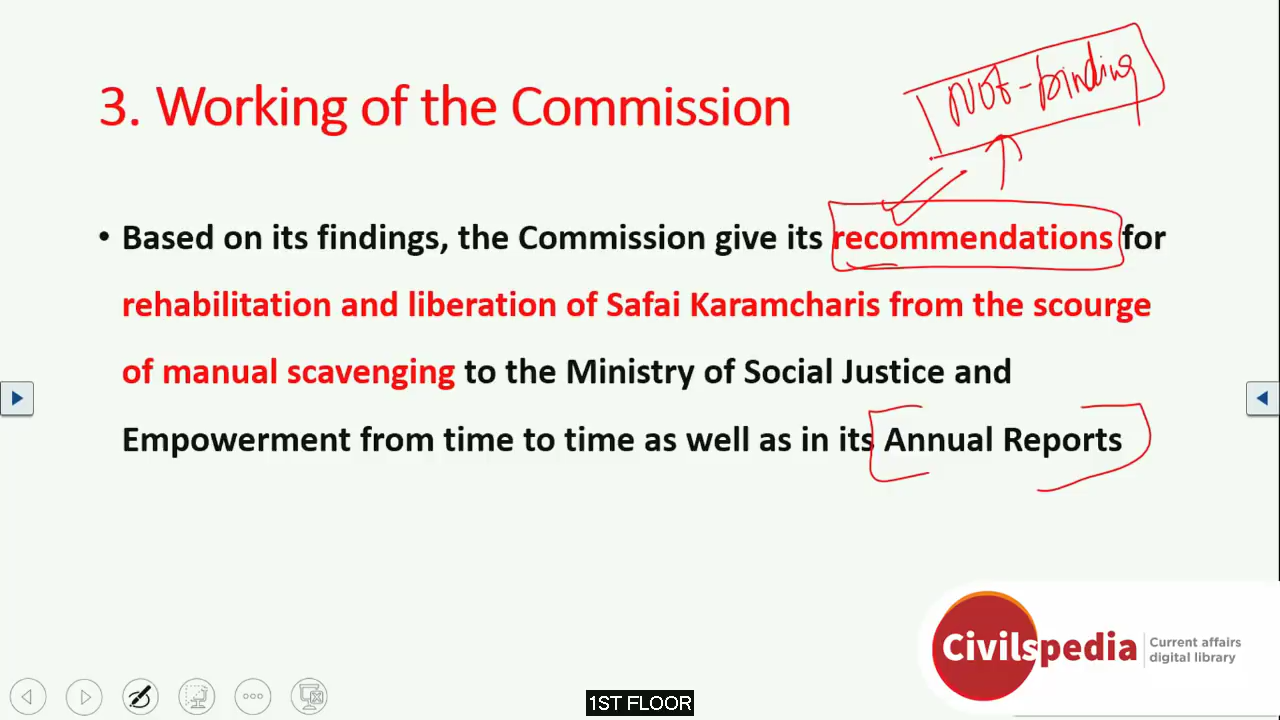 Not-binding
3. Working of the Commission
• Based on its findings, the Commission give its recommendations for
rehabilitation and liberation of Safai Karamcharis from the scourge
of manual scavenging to the Ministry of Social Justice and
Empowerment from time to time as well as in its Annual Reports
Civilspedia
Current affairs
digital library
1ST FLOOR